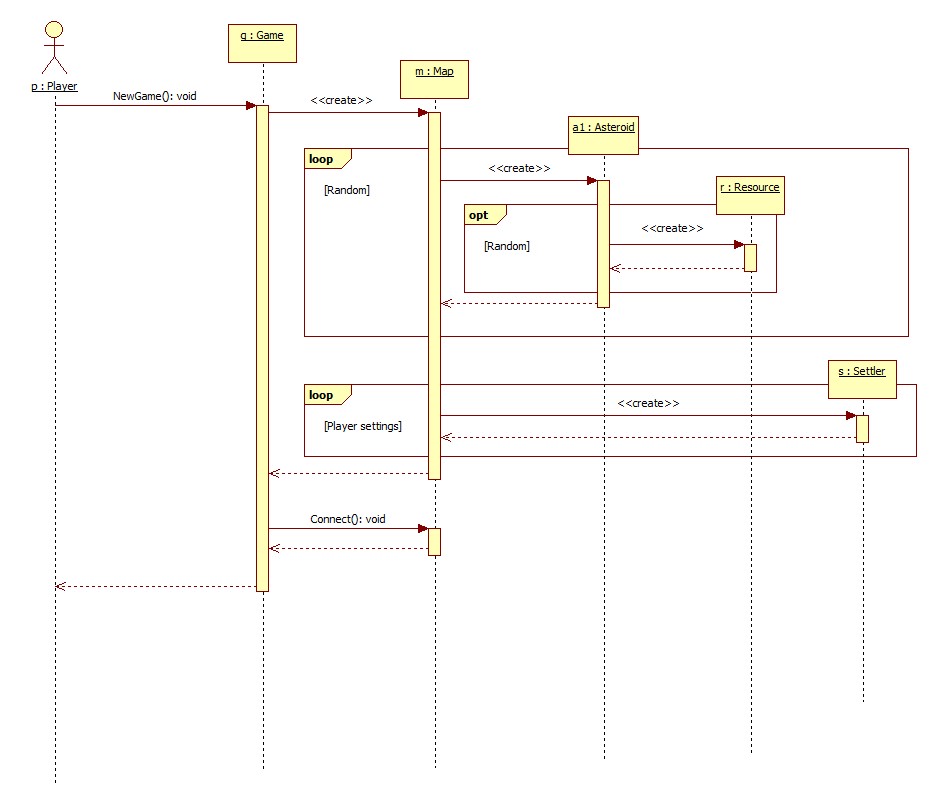 g : Game
m : Map
p : Player
NewGame(): void
<<create>>
a1 : Asteroid
loop
[Random]
<<create>>
r : Resource
opt
[Random]
<<create>>
s : Settler
loop
[Player settings]
<<create>>
Connect(): void